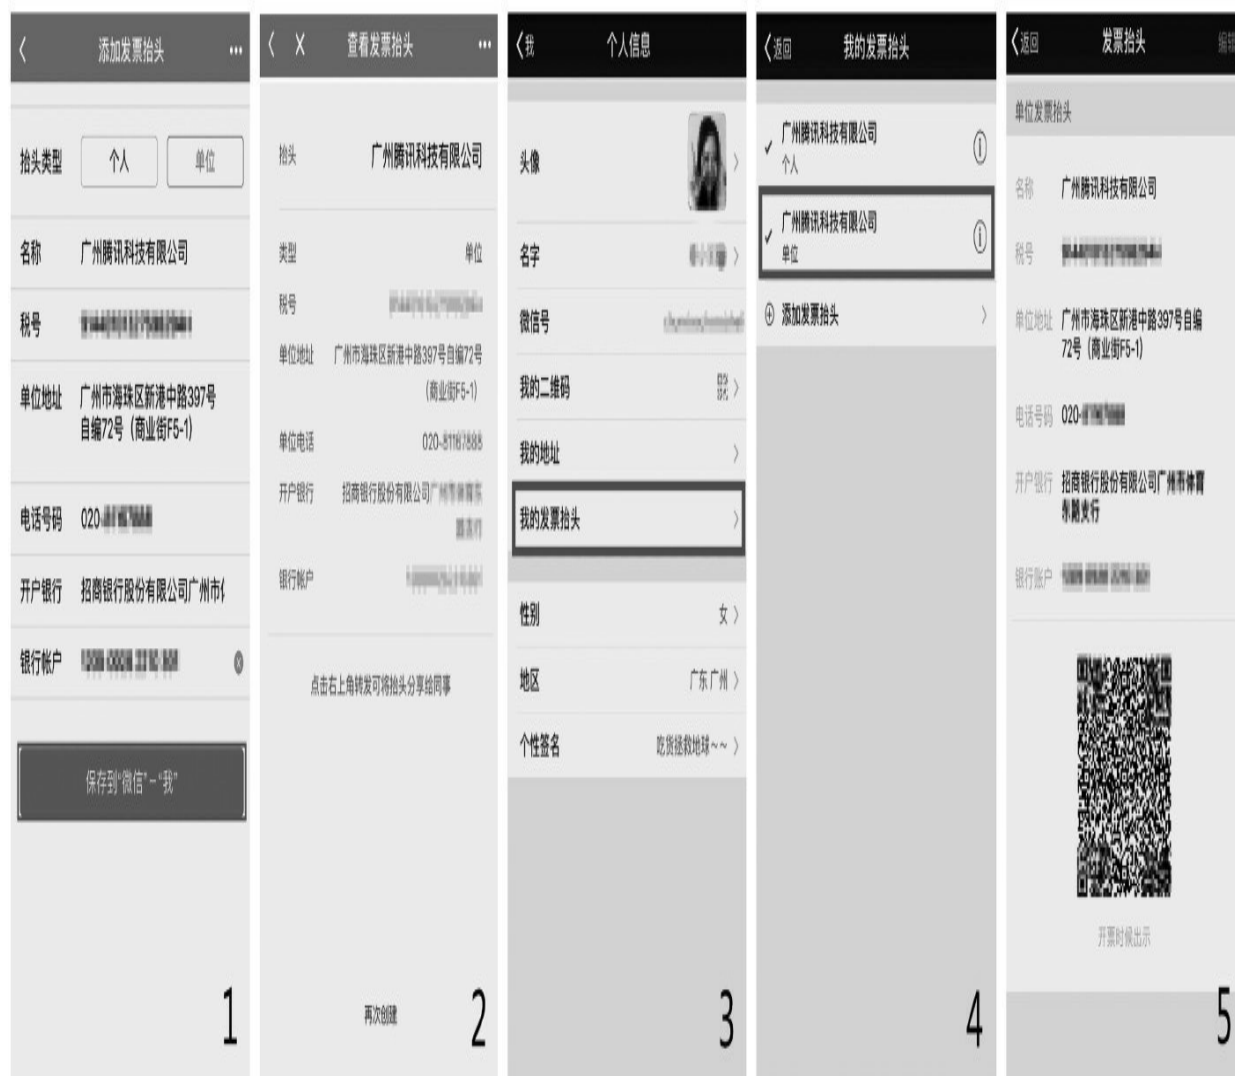 添加发票抬头
抬头类型
个人
单位
名称
广州腾讯科技有限公司
税号
单位地址
广州市海珠区新港中路397号
自编72号（商业街F5-1)
电话号码
020-
开户银行
招商银行股份有限公司广州市
银行帐户
保存到“微信”－“我”
1
查看发票抬头
抬头
广州腾讯科技有限公司
类型
单位
税号
单位地址
广州市海珠区新港中路397号自编72号
（商业街F5-1)
单位电话
020-81167888
开户银行
招商银行股份有限公司
银行帐户
点击右上角转发可将抬头分享给同事
再次创建
2
我
个人信息
头像
名字
微信号
我的二维码
我的地址
我的发票抬头
性别
女
地区
广东 广州
个性签名
吃货拯救地球~~
3
返回
我的发票抬头
广州腾讯科技有限公司
个人
广州腾讯科技有限公司
单位
添加发票抬头
4
返回
发票抬头
编辑
单位发票抬头
名称
广州腾讯科技有限公司
税号
单位地址
广州市海珠区新港中路397号自编
72号（商业街F5-1)
电话号码
020-
开户银行
招商银行股份有限公司广州市体育
东路支行
银行账户
开票时候出示
5